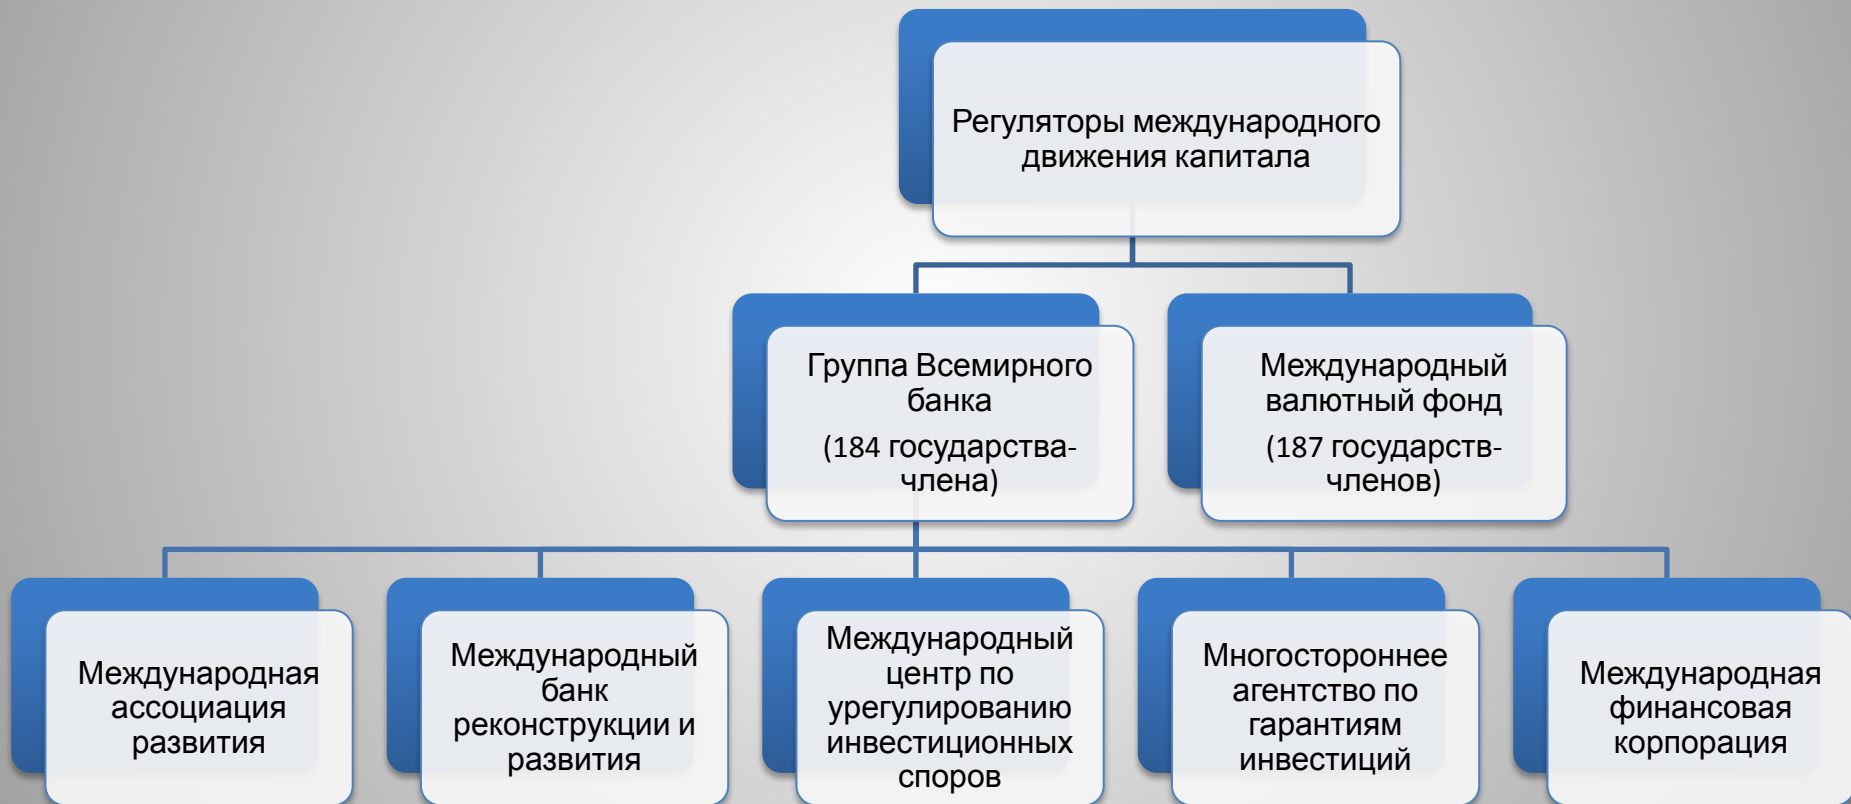 Регуляторы международного
движения капитала
Группа Всемирного
банка
(184 государства-
члена)
Международный
валютный фонд
(187 государств-
членов)
Международная
ассоциация
развития
Международный
банк
реконструкции и
развития
Международный
центр по
урегулированию
инвестиционных
споров
Многостороннее
агентство по
гарантиям
инвестиций
Международная
финансовая
корпорация